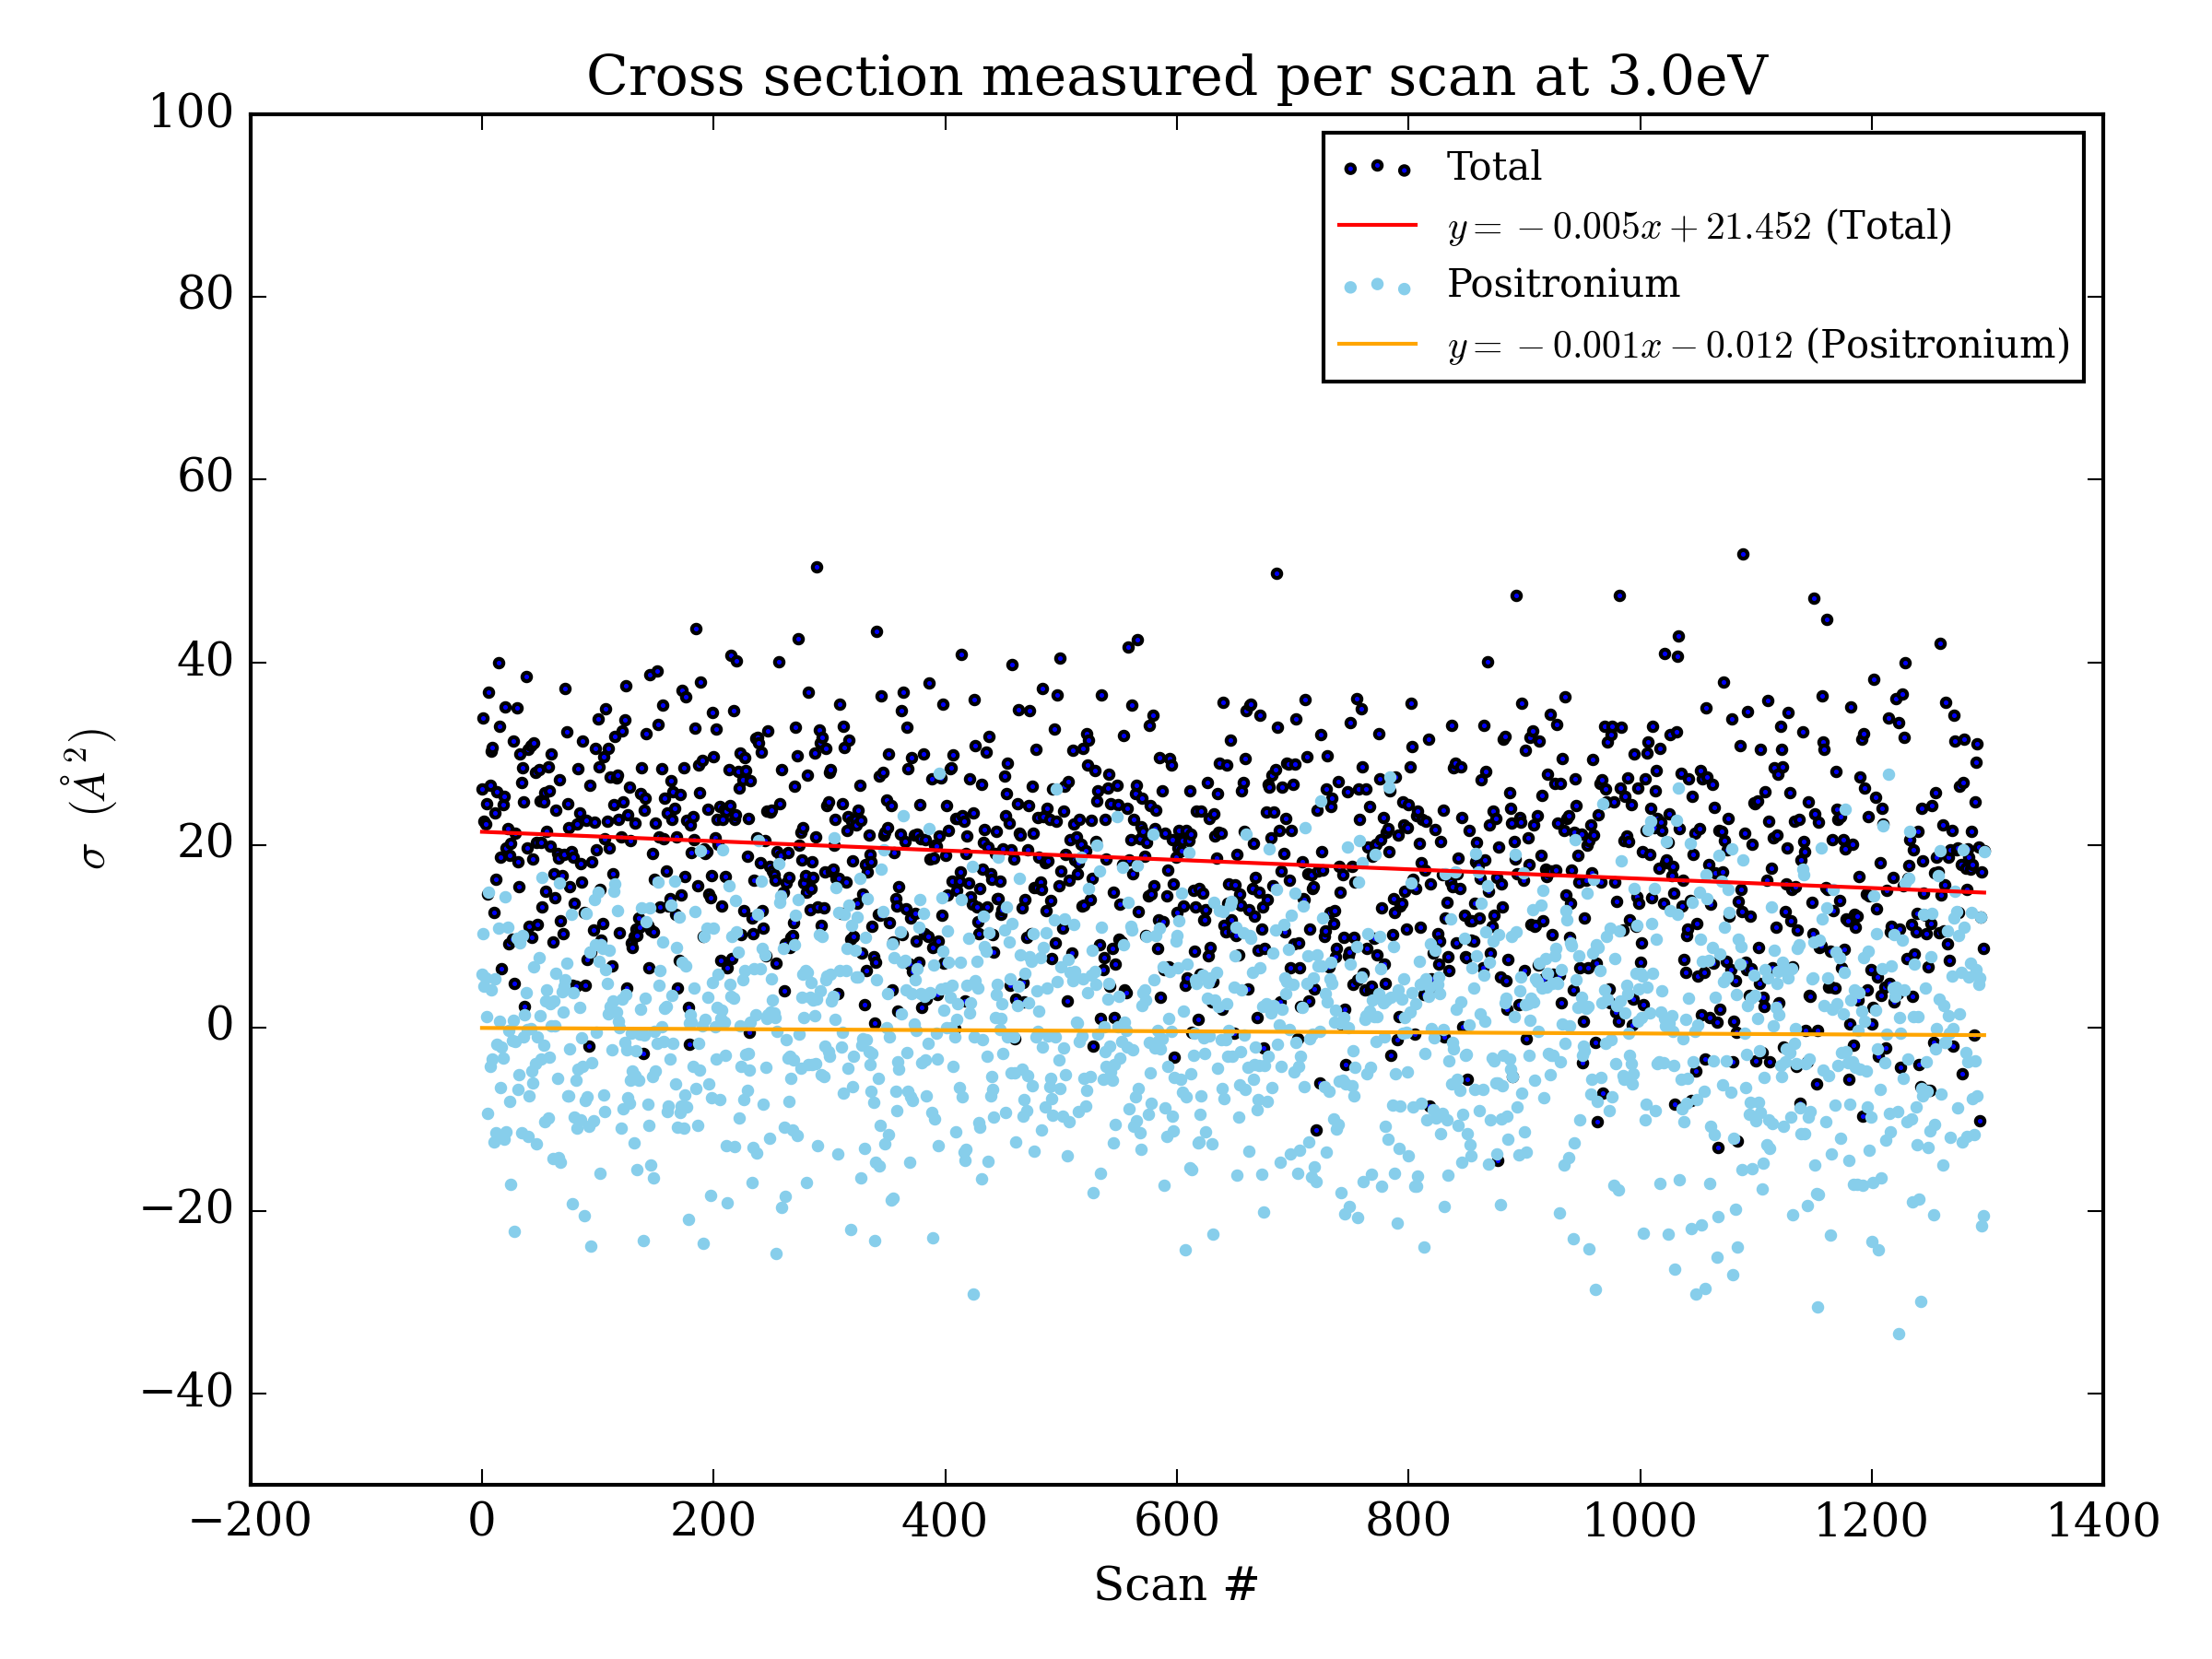 Cross section measured per scan at 3.0eV
100
80
60
40
20
0
−20
−40
σ (Å²)
−200 0 200 400 600 800 1000 1200 1400
Scan #
Total
y = −0.005x + 21.452 (Total)
Positronium
y = −0.001x − 0.012 (Positronium)